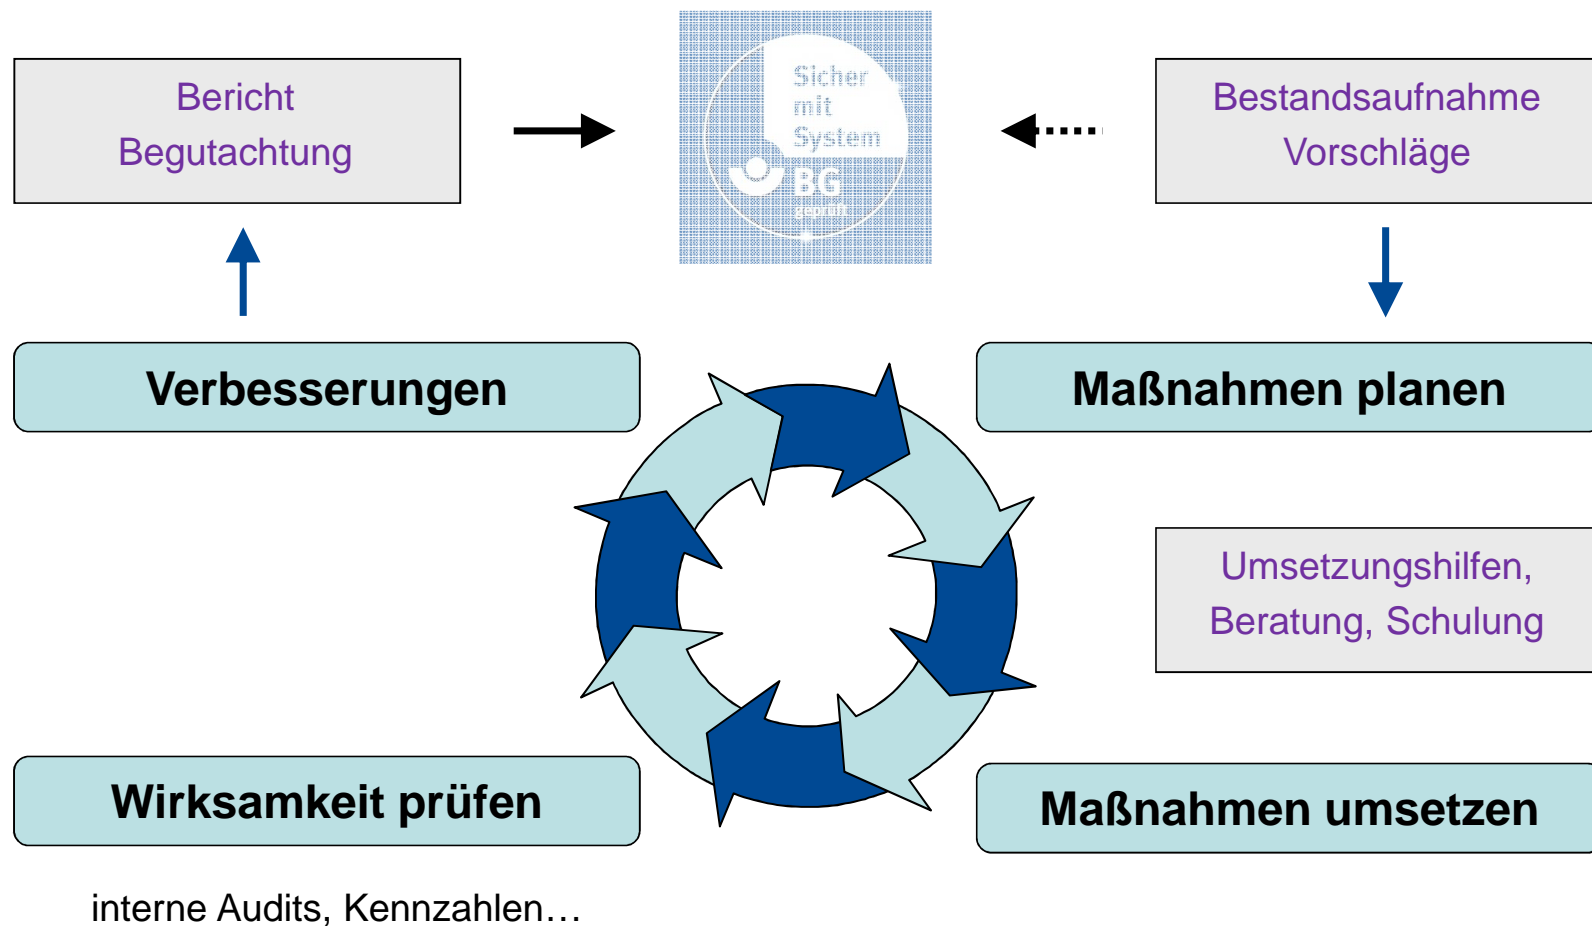 Bericht
Begutachtung
Sicher
mit
System
BG
geprüft
Bestandsaufnahme
Vorschläge
Verbesserungen
Maßnahmen planen
Umsetzungshilfen,
Beratung, Schulung
Wirksamkeit prüfen
Maßnahmen umsetzen
interne Audits, Kennzahlen…